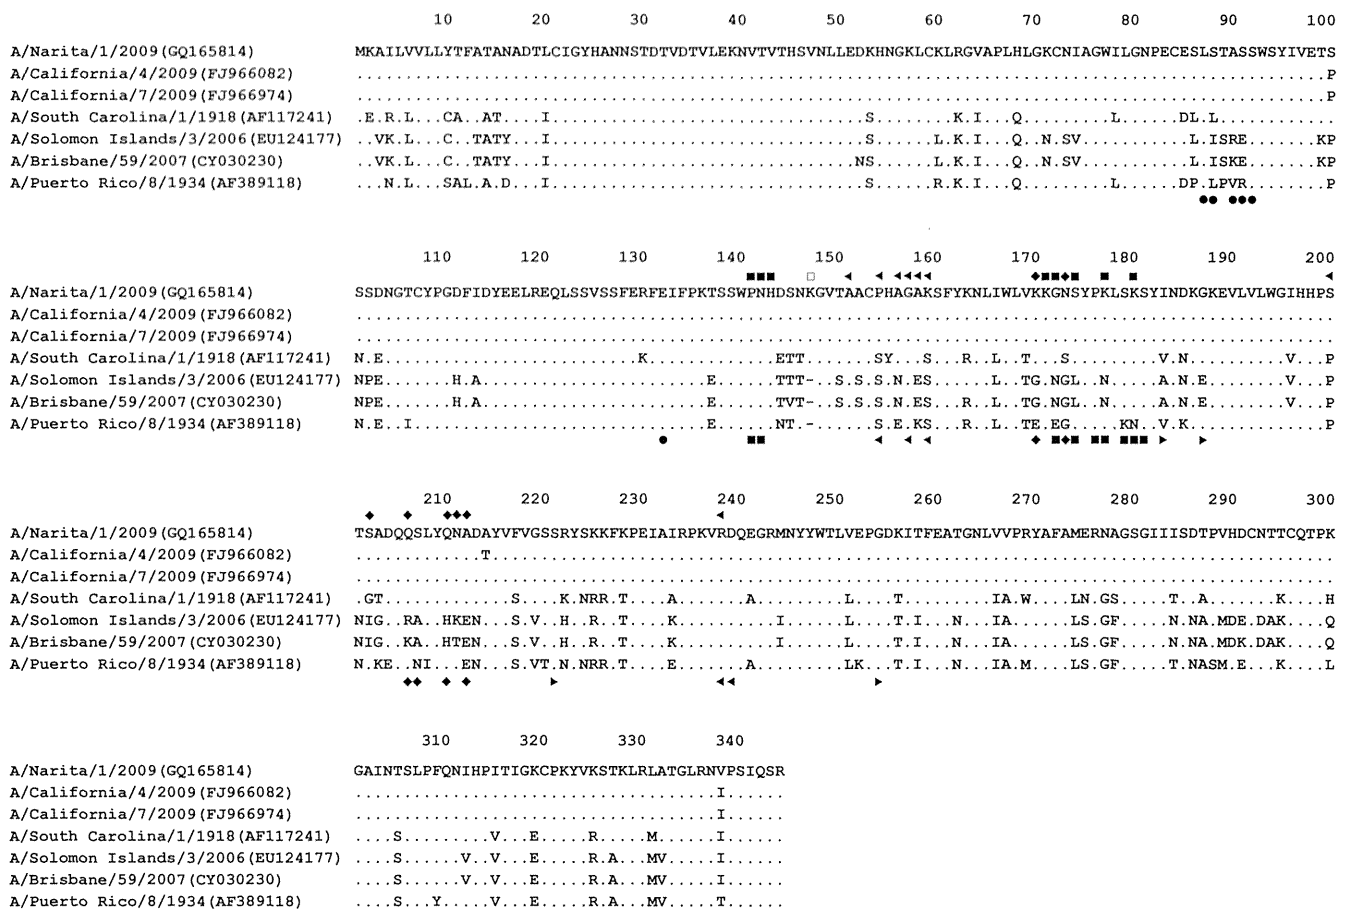 10 20 30 40 50 60 70 80 90 100
A/Narita/1/2009(GQ165814) MKAILVVLLYTFATANADTLCIGYHANNSTDTVDTVLEKNVTVTHSVNLLEDKHNGKLCKLRGVAPLHLGKCNIAGWILGNPECESLSTASSWSYIVETS
A/California/4/2009(FJ966082) ...................................................................................................P
A/California/7/2009(FJ966974) ...................................................................................................P
A/South Carolina/1/1918(AF117241) .E.R.L...CA..AT....I................................S........K.I...Q.........L......DL.L...........P
A/Solomon Islands/3/2006(EU124177) ..VK.L...C..TATY...I................................S......L.K.I...Q..N.SV...........L.ISRE.......KP
A/Brisbane/59/2007(CY030230) ..VK.L...C..TATY...I...............................NS......L.K.I...Q..N.SV...........L.ISKE.......KP
A/Puerto Rico/8/1934(AF389118) ...N.L...SAL.A.D...I................................S......R.K.I...Q.........L......DP.LPVR........P
●● ●●●
110 120 130 140 150 160 170 180 190 200
■■■ □ ◀ ◀ ◀◀◀◀ ◆■■◆■ ■ ■ ◀
A/Narita/1/2009(GQ165814) SSDNGTCYPGDFIDYEELREQLSSVSSFERFEIFPKTSSWPNHDSNKGVTAACPHAGAKSFYKNLIWLVKKGNSYPKLSKSYINDKGKEVLVLWGIHHPS
A/California/4/2009(FJ966082) ....................................................................................................
A/California/7/2009(FJ966974) ....................................................................................................
A/South Carolina/1/1918(AF117241) N.E..........................K.............ETT.......SY...S...R..L..T...S.........V.N..........V...P
A/Solomon Islands/3/2006(EU124177) NPE.......H.A.......................E......TTT-..S.S.S.N.ES...R..L..TG.NGL..N.....A.N.E........V...P
A/Brisbane/59/2007(CY030230) NPE.......H.A.......................E......TVT-..S.S.S.N.ES...R..L..TG.NGL..N.....A.N.E........V...P
A/Puerto Rico/8/1934(AF389118) N.E..I..............................E......NT.-......S.E.KS...R..L..TE.EG.....KN..V.K..............P
● ■■ ◀ ◀ ◀ ◆ ■◆■ ■■ ■■■ ▶ ▶
210 220 230 240 250 260 270 280 290 300
◆ ◆ ◆◆◆ ◀
A/Narita/1/2009(GQ165814) TSADQQSLYQNADAYVFVGSSRYSKKFKPEIAIRPKVRDQEGRMNYYWTLVEPGDKITFEATGNLVVPRYAFAMERNAGSGIIISDTPVHDCNTTCQTPK
A/California/4/2009(FJ966082) .............T......................................................................................
A/California/7/2009(FJ966974) ....................................................................................................
A/South Carolina/1/1918(AF117241) .GT.............S....R.NRR.T....A.......A.........L....T.........IA.W....LN.GS.....T..A.......K....H
A/Solomon Islands/3/2006(EU124177) NIG..RA..HKEN...S.V..H..R..T....K..........I......L....T.I..N....IA.......S.GF.....N.NA.MDE.DAK....Q
A/Brisbane/59/2007(CY030230) NIG..KA..HTEN...S.V..H..R..T....K..........I......L....T.I..N....IA.......S.GF.....N.NA.MDK.DAK....Q
A/Puerto Rico/8/1934(AF389118) N.KE..NI...EN...S.VT.N.NRR.T....E.......A.........LK...T.I..N....IA.M.....S.GF.....T.NASM.E...K....L
◆◆ ◆ ◆ ▶ ◀◀ ▶
310 320 330 340
A/Narita/1/2009(GQ165814) GAINTSLPFQNIHPITIGKCPKYVKSTKLRLATGLRNVPSIQSR
A/California/4/2009(FJ966082) .....................................I......
A/California/7/2009(FJ966974) .....................................I......
A/South Carolina/1/1918(AF117241) ....S.........V...E.....R.....M......I......
A/Solomon Islands/3/2006(EU124177) ....S......V..V...E.....R.A...MV.....I......
A/Brisbane/59/2007(CY030230) ....S......V..V...E.....R.A...MV.....I......
A/Puerto Rico/8/1934(AF389118) ....S...Y.....V...E.....R.A...MV.....T......